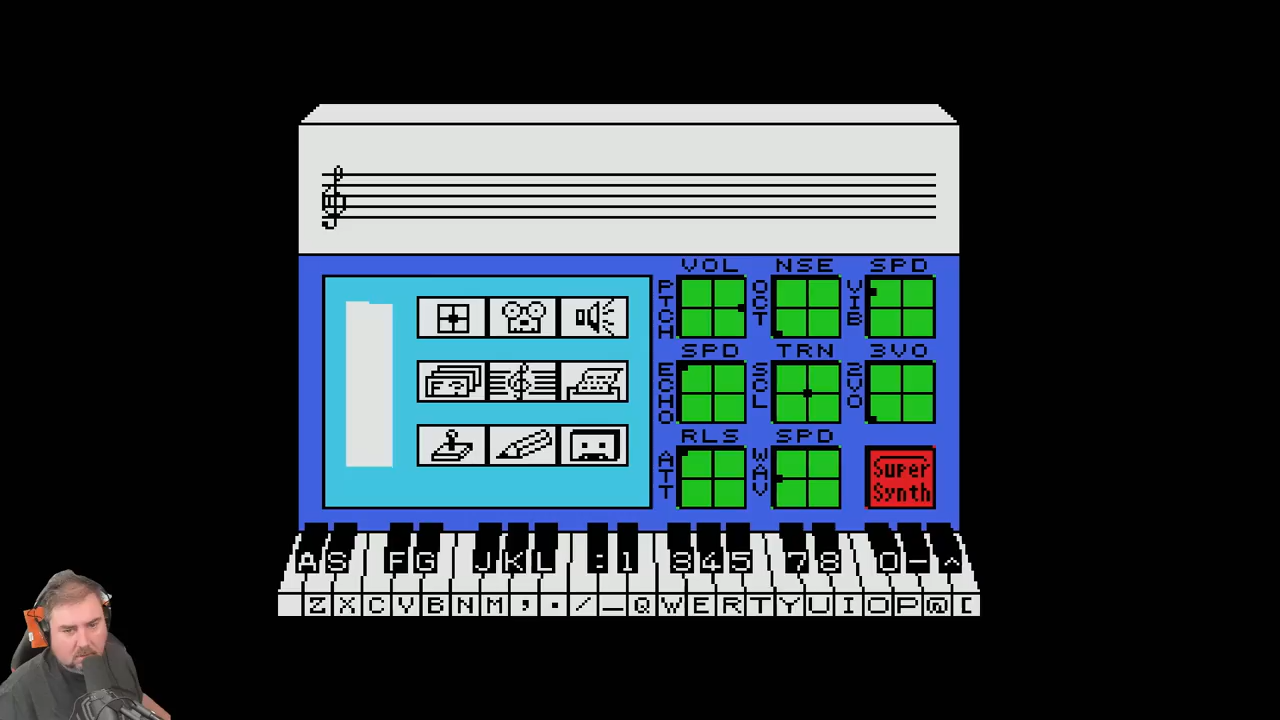 VOL NSE SPD
PTCH OCT VIB
SPD TRN 3VO
ECHO SCL 2VO
RLS SPD
ATT WAV
Super
Synth
A S F G J K L : 1 3 4 5 7 8 0 - ^
Z X C V B N M , . / _ Q W E R T Y U I O P @ [